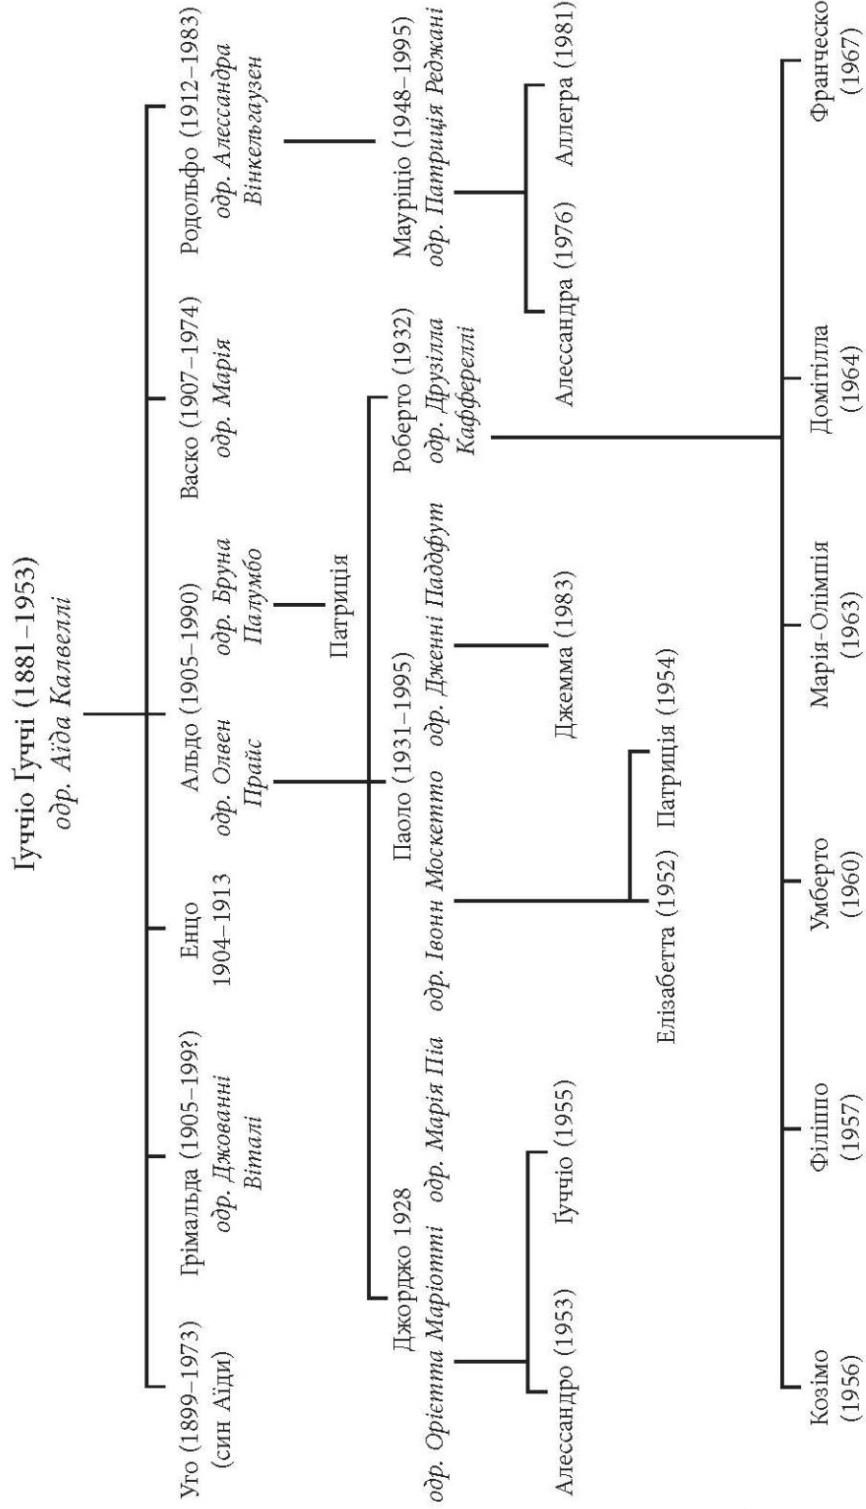 Ґуччіо Ґуччі (1881–1953)
одр. Аїда Калвеллі
Уго (1899–1973)
(син Аїди)
Грімальда (1905–199?)
одр. Джованні
Віталі
Енцо
1904–1913
Альдо (1905–1990)
одр. Олвен
Прайс
одр. Бруна
Палумбо
Васко (1907–1974)
одр. Марія
Родольфо (1912–1983)
одр. Алессандра
Вінкельгаузен
Патриція
Джорджо 1928
одр. Орієтта Маріотті
одр. Марія Піа
Паоло (1931–1995)
одр. Івонн Москетто
одр. Дженні Паддфут
Роберто (1932)
одр. Друзілла
Каффереллі
Мауріціо (1948–1995)
одр. Патриція Реджані
Алессандро (1953)
Ґуччіо (1955)
Джемма (1983)
Алессандра (1976)
Аллегра (1981)
Елізабетта (1952)
Патриція (1954)
Козімо
(1956)
Філіппо
(1957)
Умберто
(1960)
Марія-Олімпія
(1963)
Домітілла
(1964)
Франческо
(1967)